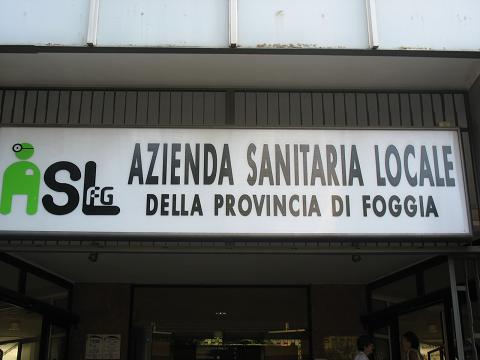 ASL FG
AZIENDA SANITARIA LOCALE
DELLA PROVINCIA DI FOGGIA